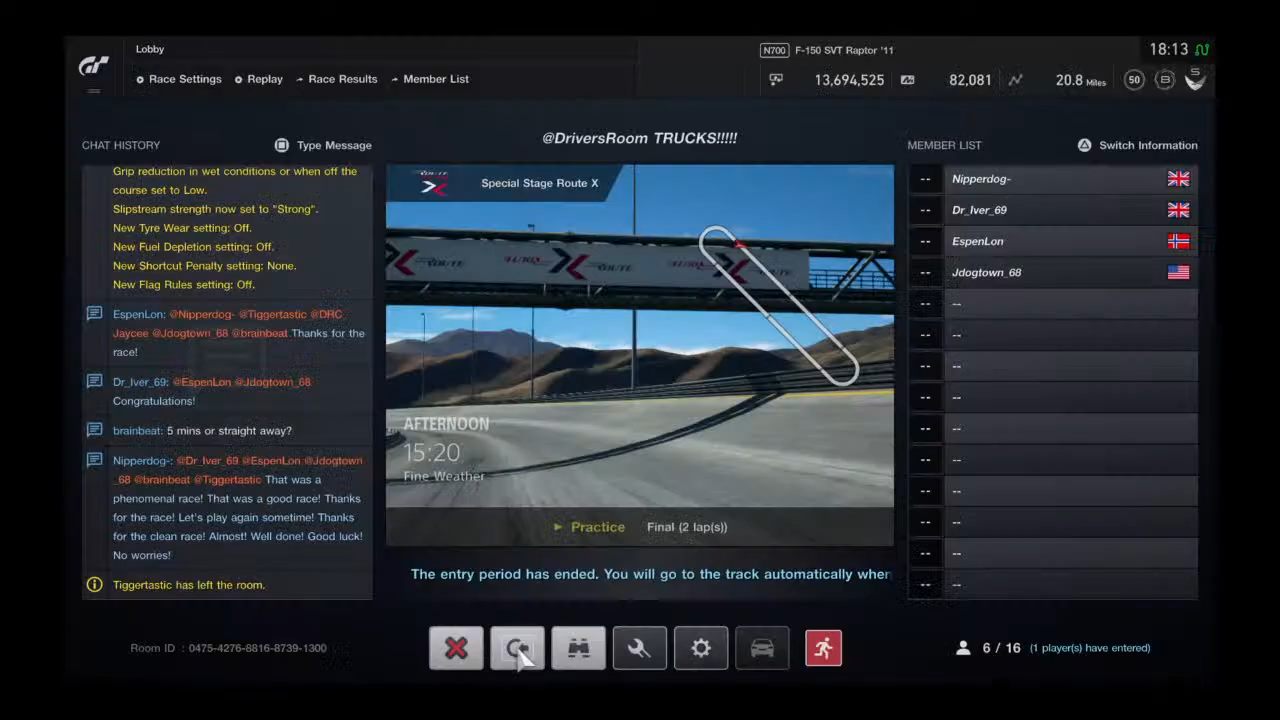 Lobby
N700 F-150 SVT Raptor '11
18:13
Race Settings Replay Race Results Member List
13,694,525 82,081 20.8 Miles 50 B S
@DriversRoom TRUCKS!!!!!
CHAT HISTORY Type Message
MEMBER LIST Switch Information
Grip reduction in wet conditions or when off the
course set to Low.
Slipstream strength now set to "Strong".
New Tyre Wear setting: Off.
New Fuel Depletion setting: Off.
New Shortcut Penalty setting: None.
New Flag Rules setting: Off.
EspenLon: @Nipperdog- @Tiggertastic @DRC_
Jaycee @Jdogtown_68 @brainbeat Thanks for the
race!
Dr_Iver_69: @EspenLon @Jdogtown_68
Congratulations!
brainbeat: 5 mins or straight away?
Nipperdog-: @Dr_Iver_69 @EspenLon @Jdogtown
_68 @brainbeat @Tiggertastic That was a
phenomenal race! That was a good race! Thanks
for the race! Let's play again sometime! Thanks
for the clean race! Almost! Well done! Good luck!
No worries!
Tiggertastic has left the room.
Special Stage Route X
ROUTE
AFTERNOON
15:20
Fine Weather
Practice Final (2 lap(s))
The entry period has ended. You will go to the track automatically when
-- Nipperdog-
-- Dr_Iver_69
-- EspenLon
-- Jdogtown_68
-- --
-- --
-- --
-- --
-- --
-- --
-- --
-- --
-- --
-- --
Room ID : 0475-4276-8816-8739-1300
6 / 16 (1 player(s) have entered)